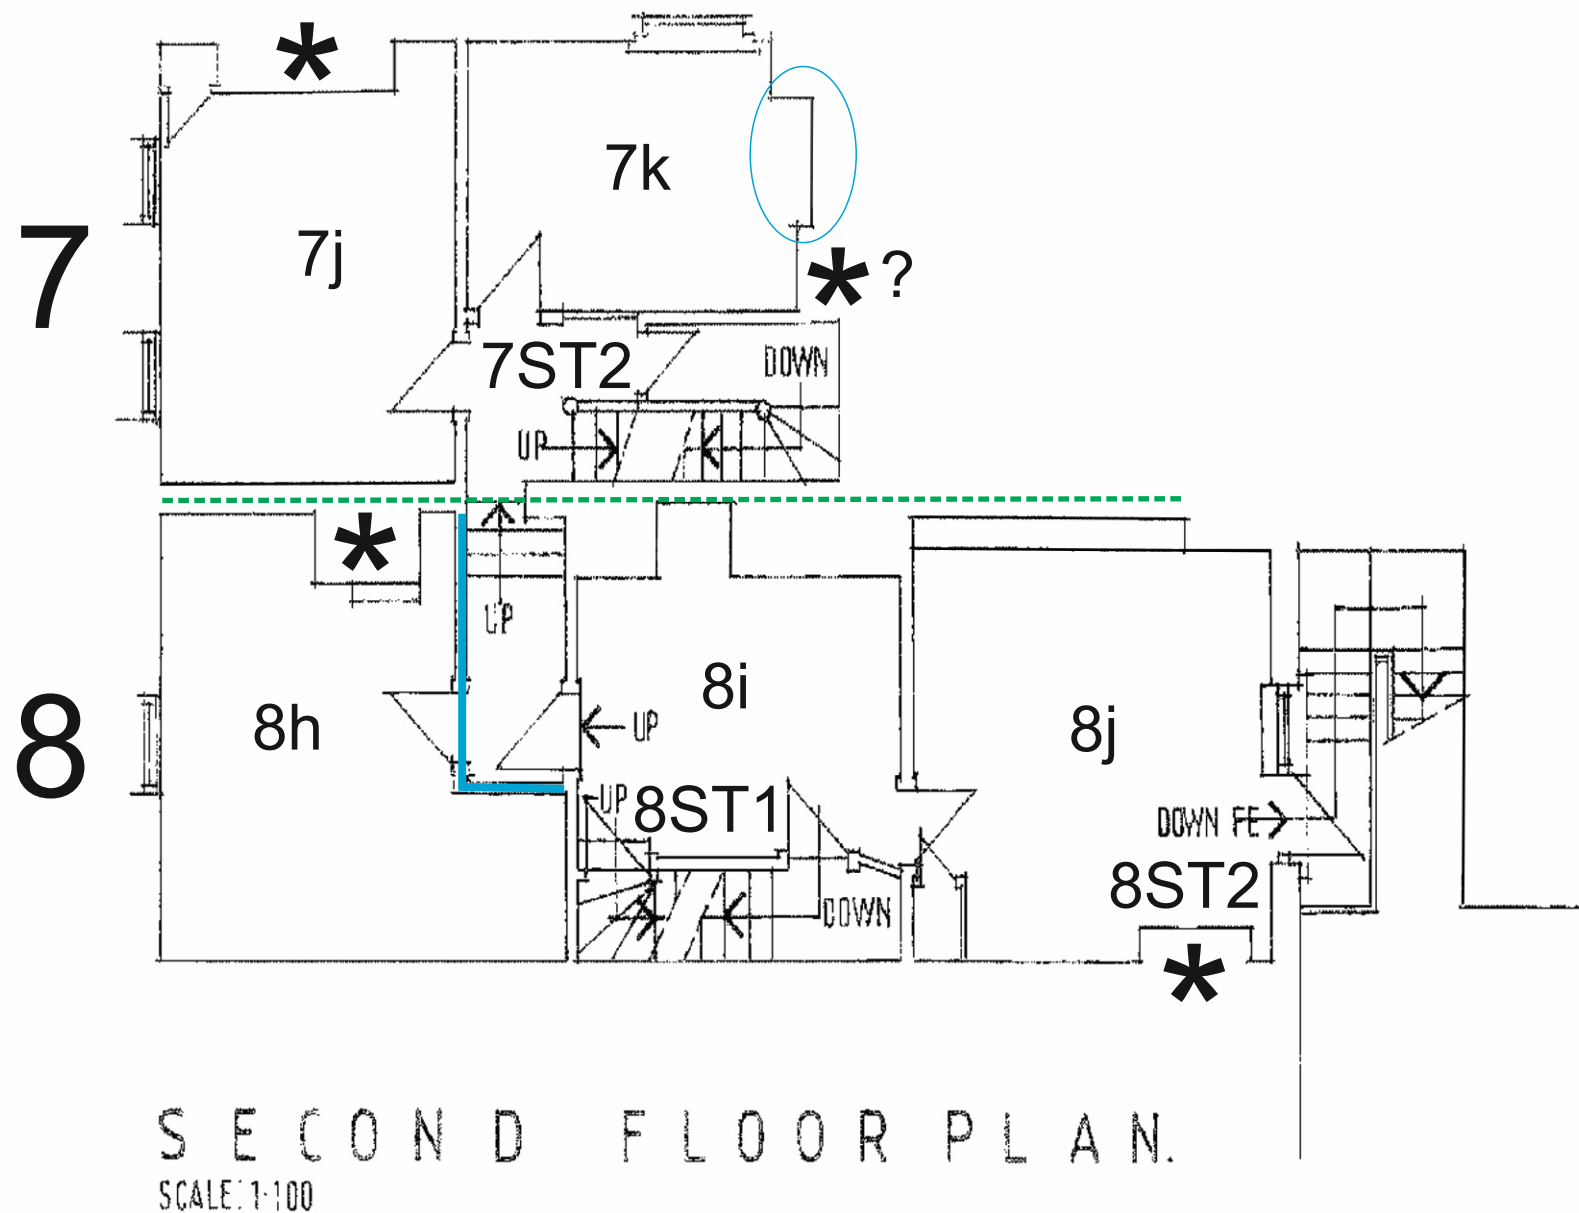 *
7k
7
7j
* ?
7ST2
DOWN
UP
*
UP
8i
8
8h
8j
UP
UP
8ST1
DOWN FE
8ST2
DOWN
*
SECOND FLOOR PLAN.
SCALE: 1:100